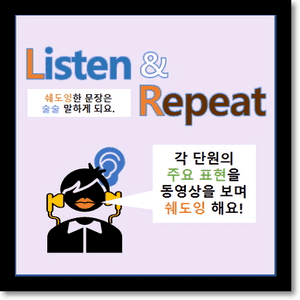 Listen &
쉐도잉한 문장은
술술 말하게 되요.
Repeat
각 단원의
주요 표현을
동영상을 보며
쉐도잉 해요!